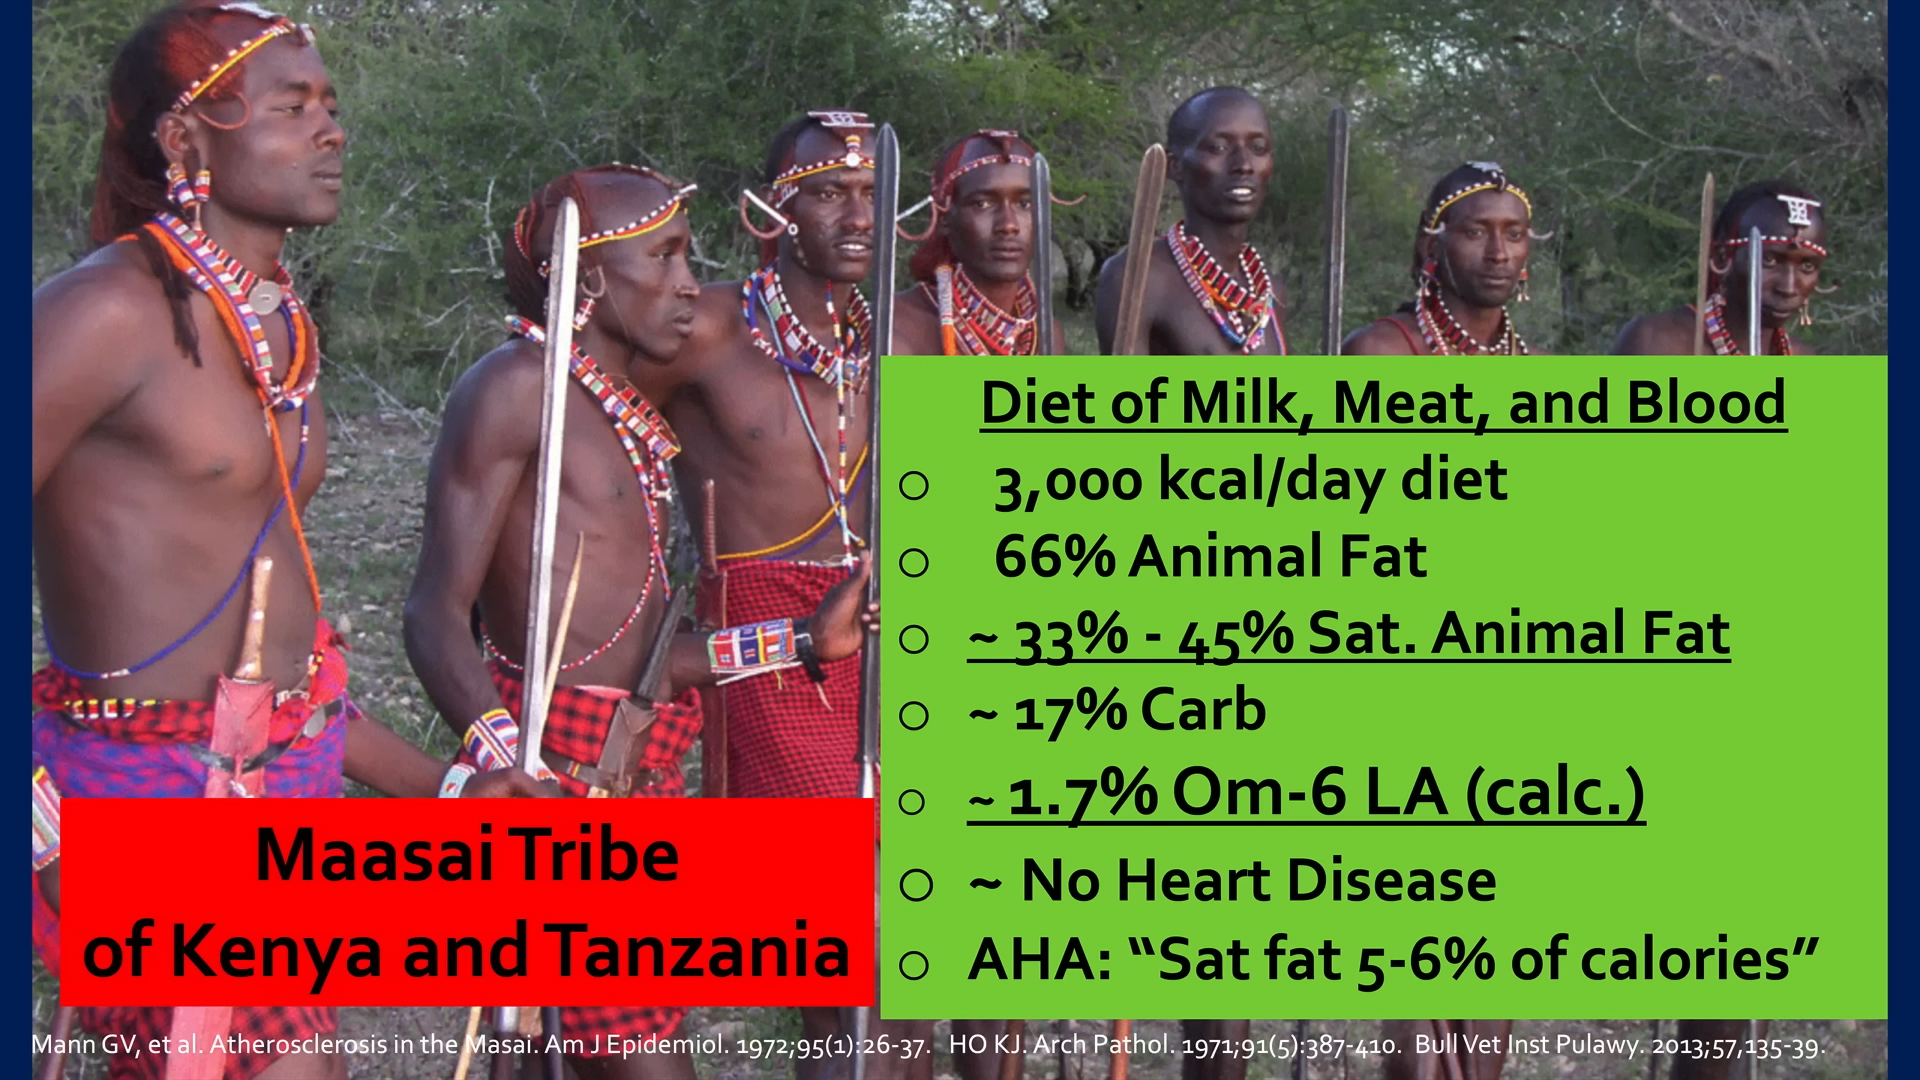 Diet of Milk, Meat, and Blood
o 3,000 kcal/day diet
o 66% Animal Fat
o ~ 33% - 45% Sat. Animal Fat
o ~ 17% Carb
o ~ 1.7% Om-6 LA (calc.)
o ~ No Heart Disease
o AHA: “Sat fat 5-6% of calories”
Maasai Tribe
of Kenya and Tanzania
Mann GV, et al. Atherosclerosis in the Masai. Am J Epidemiol. 1972;95(1):26-37. HO KJ. Arch Pathol. 1971;91(5):387-410. Bull Vet Inst Pulawy. 2013;57,135-39.